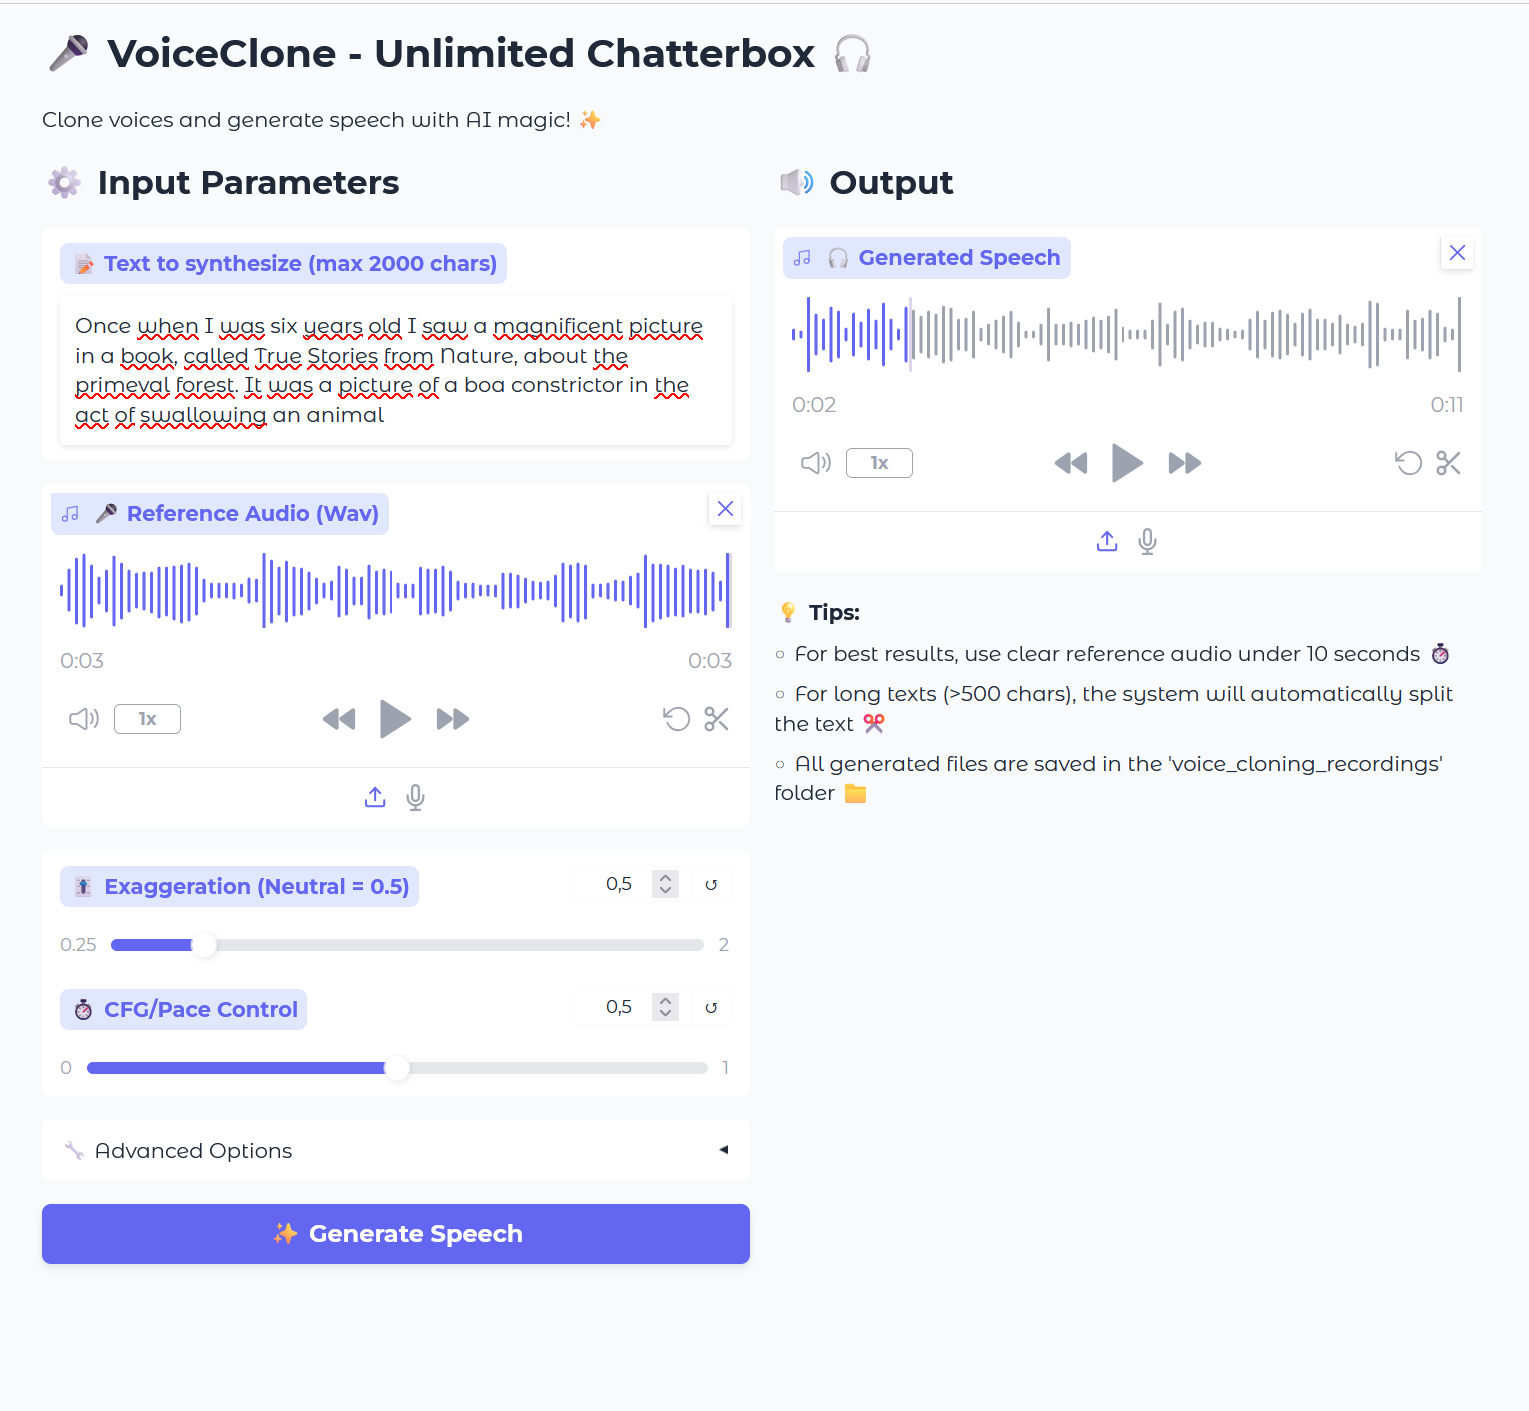 🎤 VoiceClone - Unlimited Chatterbox 🎧
Clone voices and generate speech with AI magic! ✨
⚙️ Input Parameters
📝 Text to synthesize (max 2000 chars)
Once when I was six years old I saw a magnificent picture
in a book, called True Stories from Nature, about the
primeval forest. It was a picture of a boa constrictor in the
act of swallowing an animal
🎤 Reference Audio (Wav)
0:03
0:03
1x
Exaggeration (Neutral = 0.5)
0,5
↺
0.25
2
⏱️ CFG/Pace Control
0,5
↺
0
1
🔧 Advanced Options
✨ Generate Speech
🔊 Output
🎧 Generated Speech
0:02
0:11
1x
💡 Tips:
◦ For best results, use clear reference audio under 10 seconds ⏱️
◦ For long texts (>500 chars), the system will automatically split
the text ✂️
◦ All generated files are saved in the 'voice_cloning_recordings'
folder 📁